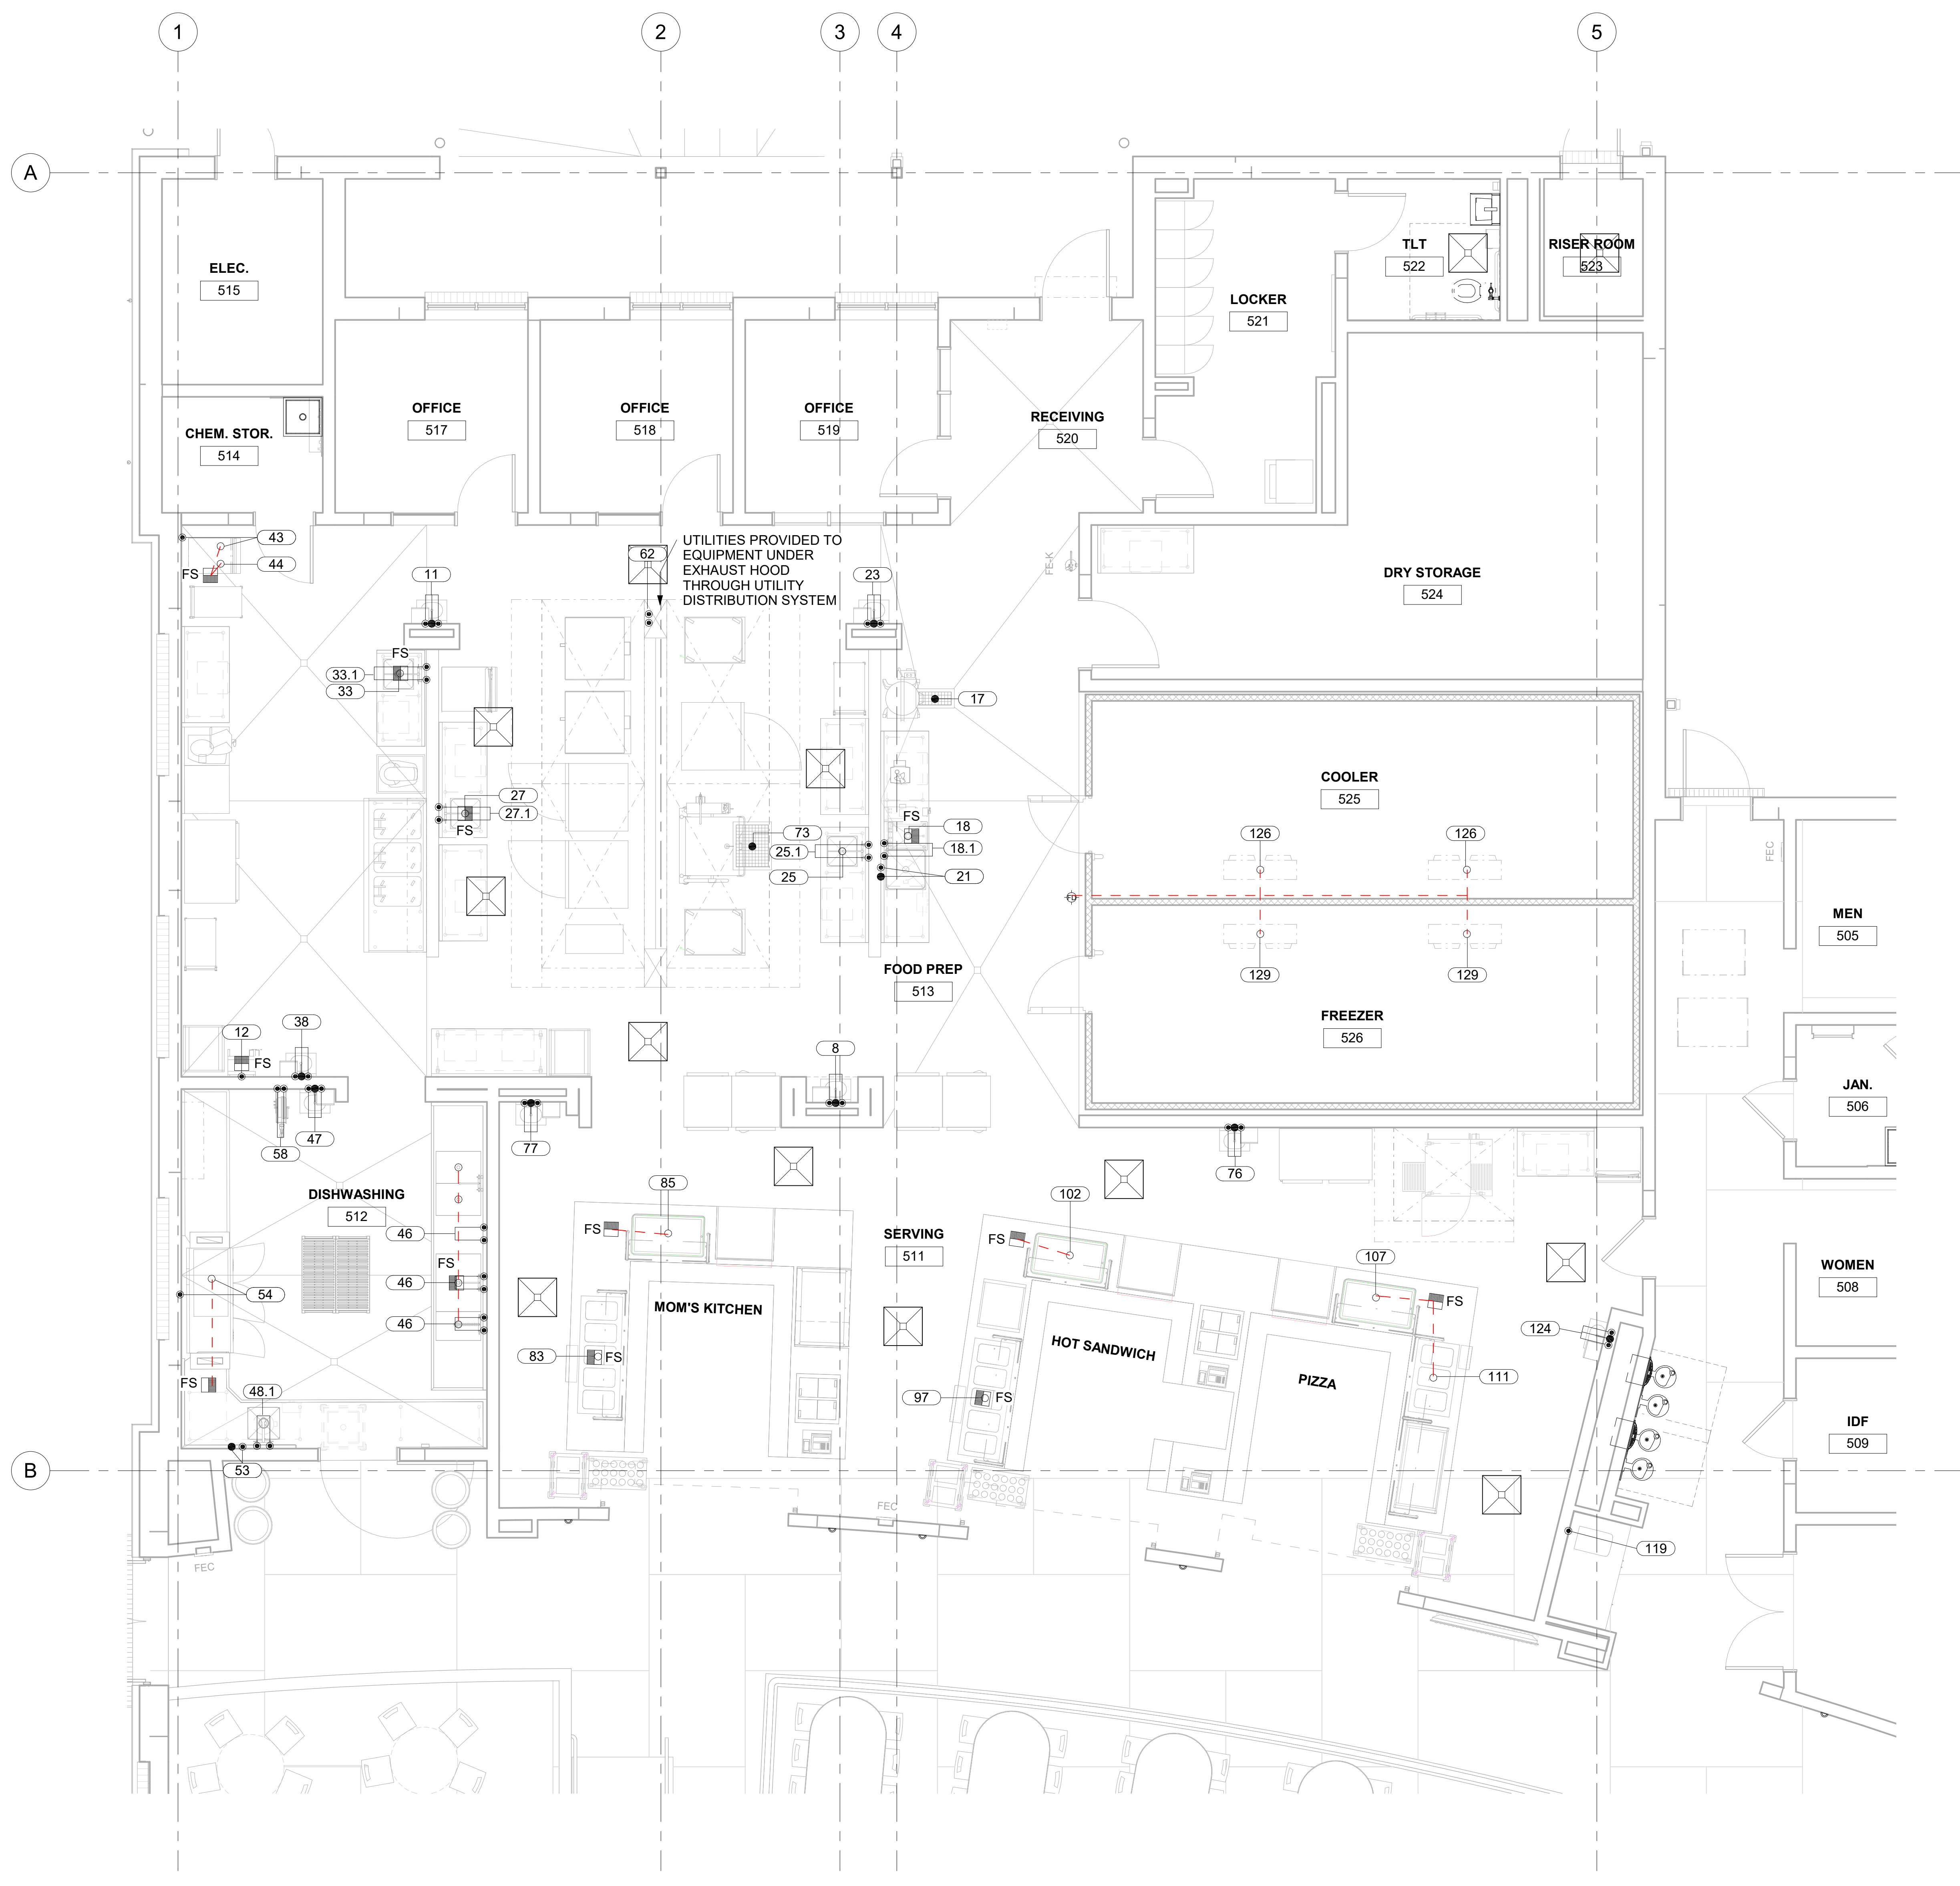 1
2
3
4
5
A
ELEC.
515
TLT
522
RISER ROOM
523
LOCKER
521
CHEM. STOR.
514
OFFICE
517
OFFICE
518
OFFICE
519
RECEIVING
520
43
44
FS
11
62
UTILITIES PROVIDED TO
EQUIPMENT UNDER
EXHAUST HOOD
THROUGH UTILITY
DISTRIBUTION SYSTEM
23
FE-K
DRY STORAGE
524
FS
33.1
33
17
COOLER
525
27
27.1
FS
73
25.1
25
FS
18
18.1
21
126
126
FEC
FD
MEN
505
129
129
FOOD PREP
513
FREEZER
526
12
FS
38
8
JAN.
506
47
58
77
76
DISHWASHING
512
46
FS
46
46
54
FS
48.1
53
85
FS
MOM'S KITCHEN
83
FS
SERVING
511
102
FS
HOT SANDWICH
97
FS
107
FS
PIZZA
111
124
WOMEN
508
IDF
509
B
FEC
FEC
119